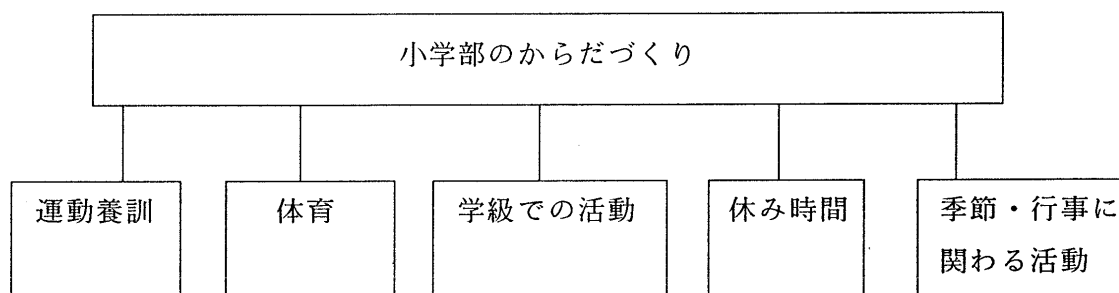 小学部のからだづくり
運動養訓
体育
学級での活動
休み時間
季節・行事に
関わる活動